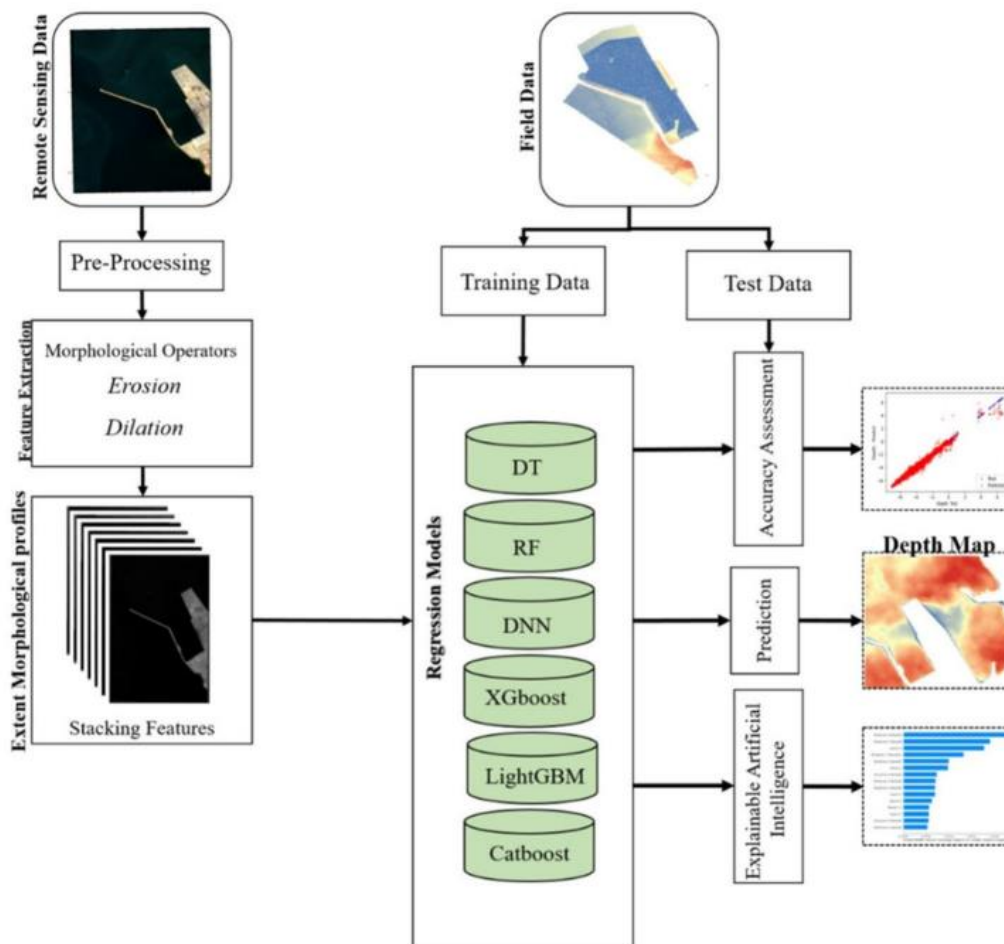 Remote Sensing Data
Field Data
Pre-Processing
Training Data
Test Data
Feature Extraction
Morphological Operators
Erosion
Dilation
Extent Morphological profiles
Stacking Features
Regression Models
DT
RF
DNN
XGboost
LightGBM
Catboost
Accuracy Assessment
Prediction
Explainable Artificial
Intelligence
Depth Map